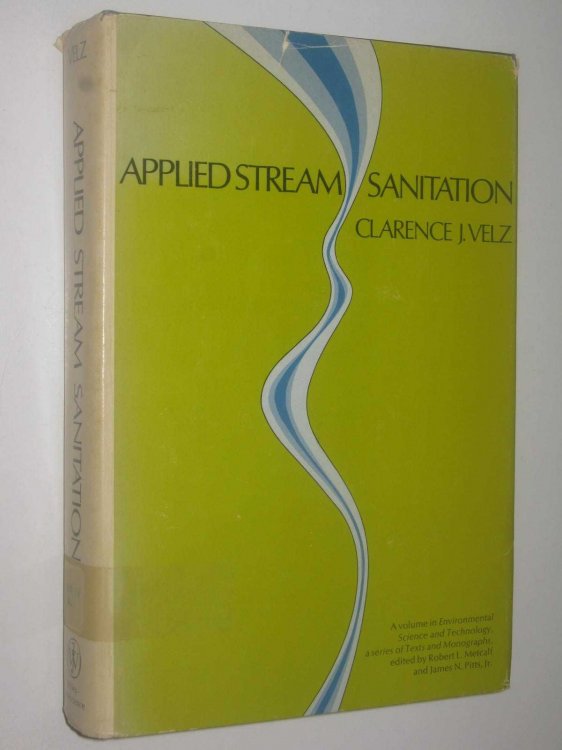 VELZ
APPLIED STREAM SANITATION
APPLIED STREAM SANITATION
CLARENCE J. VELZ
A volume in Environmental
Science and Technology,
a series of Texts and Monographs,
edited by Robert L. Metcalf
and James N. Pitts, Jr.